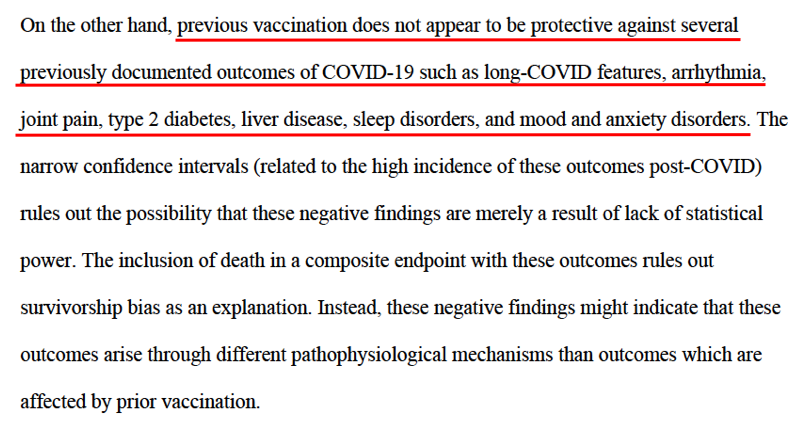 On the other hand, previous vaccination does not appear to be protective against several
previously documented outcomes of COVID-19 such as long-COVID features, arrhythmia,
joint pain, type 2 diabetes, liver disease, sleep disorders, and mood and anxiety disorders. The
narrow confidence intervals (related to the high incidence of these outcomes post-COVID)
rules out the possibility that these negative findings are merely a result of lack of statistical
power. The inclusion of death in a composite endpoint with these outcomes rules out
survivorship bias as an explanation. Instead, these negative findings might indicate that these
outcomes arise through different pathophysiological mechanisms than outcomes which are
affected by prior vaccination.